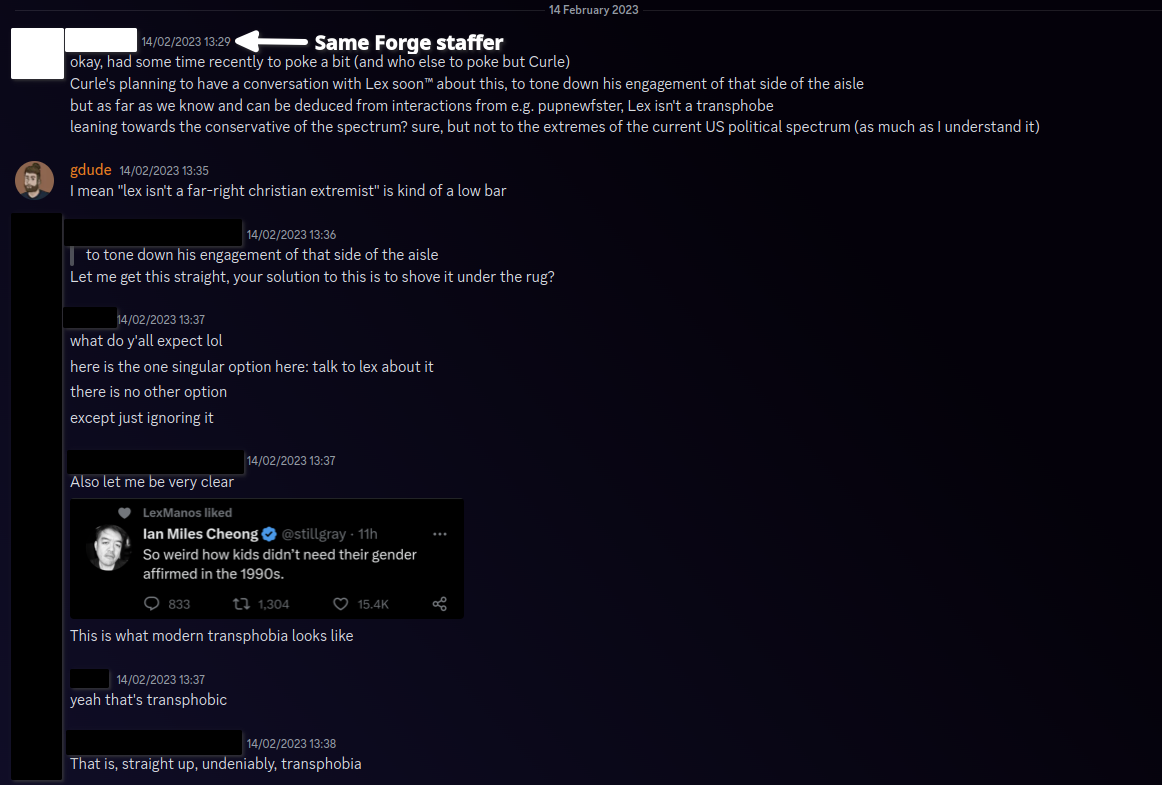 14 February 2023
14/02/2023 13:29
Same Forge staffer
okay, had some time recently to poke a bit (and who else to poke but Curle)
Curle's planning to have a conversation with Lex soon™ about this, to tone down his engagement of that side of the aisle
but as far as we know and can be deduced from interactions from e.g. pupnewfster, Lex isn't a transphobe
leaning towards the conservative of the spectrum? sure, but not to the extremes of the current US political spectrum (as much as I understand it)
gdude 14/02/2023 13:35
I mean "lex isn't a far-right christian extremist" is kind of a low bar
14/02/2023 13:36
to tone down his engagement of that side of the aisle
Let me get this straight, your solution to this is to shove it under the rug?
14/02/2023 13:37
what do y'all expect lol
here is the one singular option here: talk to lex about it
there is no other option
except just ignoring it
14/02/2023 13:37
Also let me be very clear
LexManos liked
Ian Miles Cheong @stillgray · 11h
So weird how kids didn't need their gender
affirmed in the 1990s.
833 1,304 15.4K
This is what modern transphobia looks like
14/02/2023 13:37
yeah that's transphobic
14/02/2023 13:38
That is, straight up, undeniably, transphobia